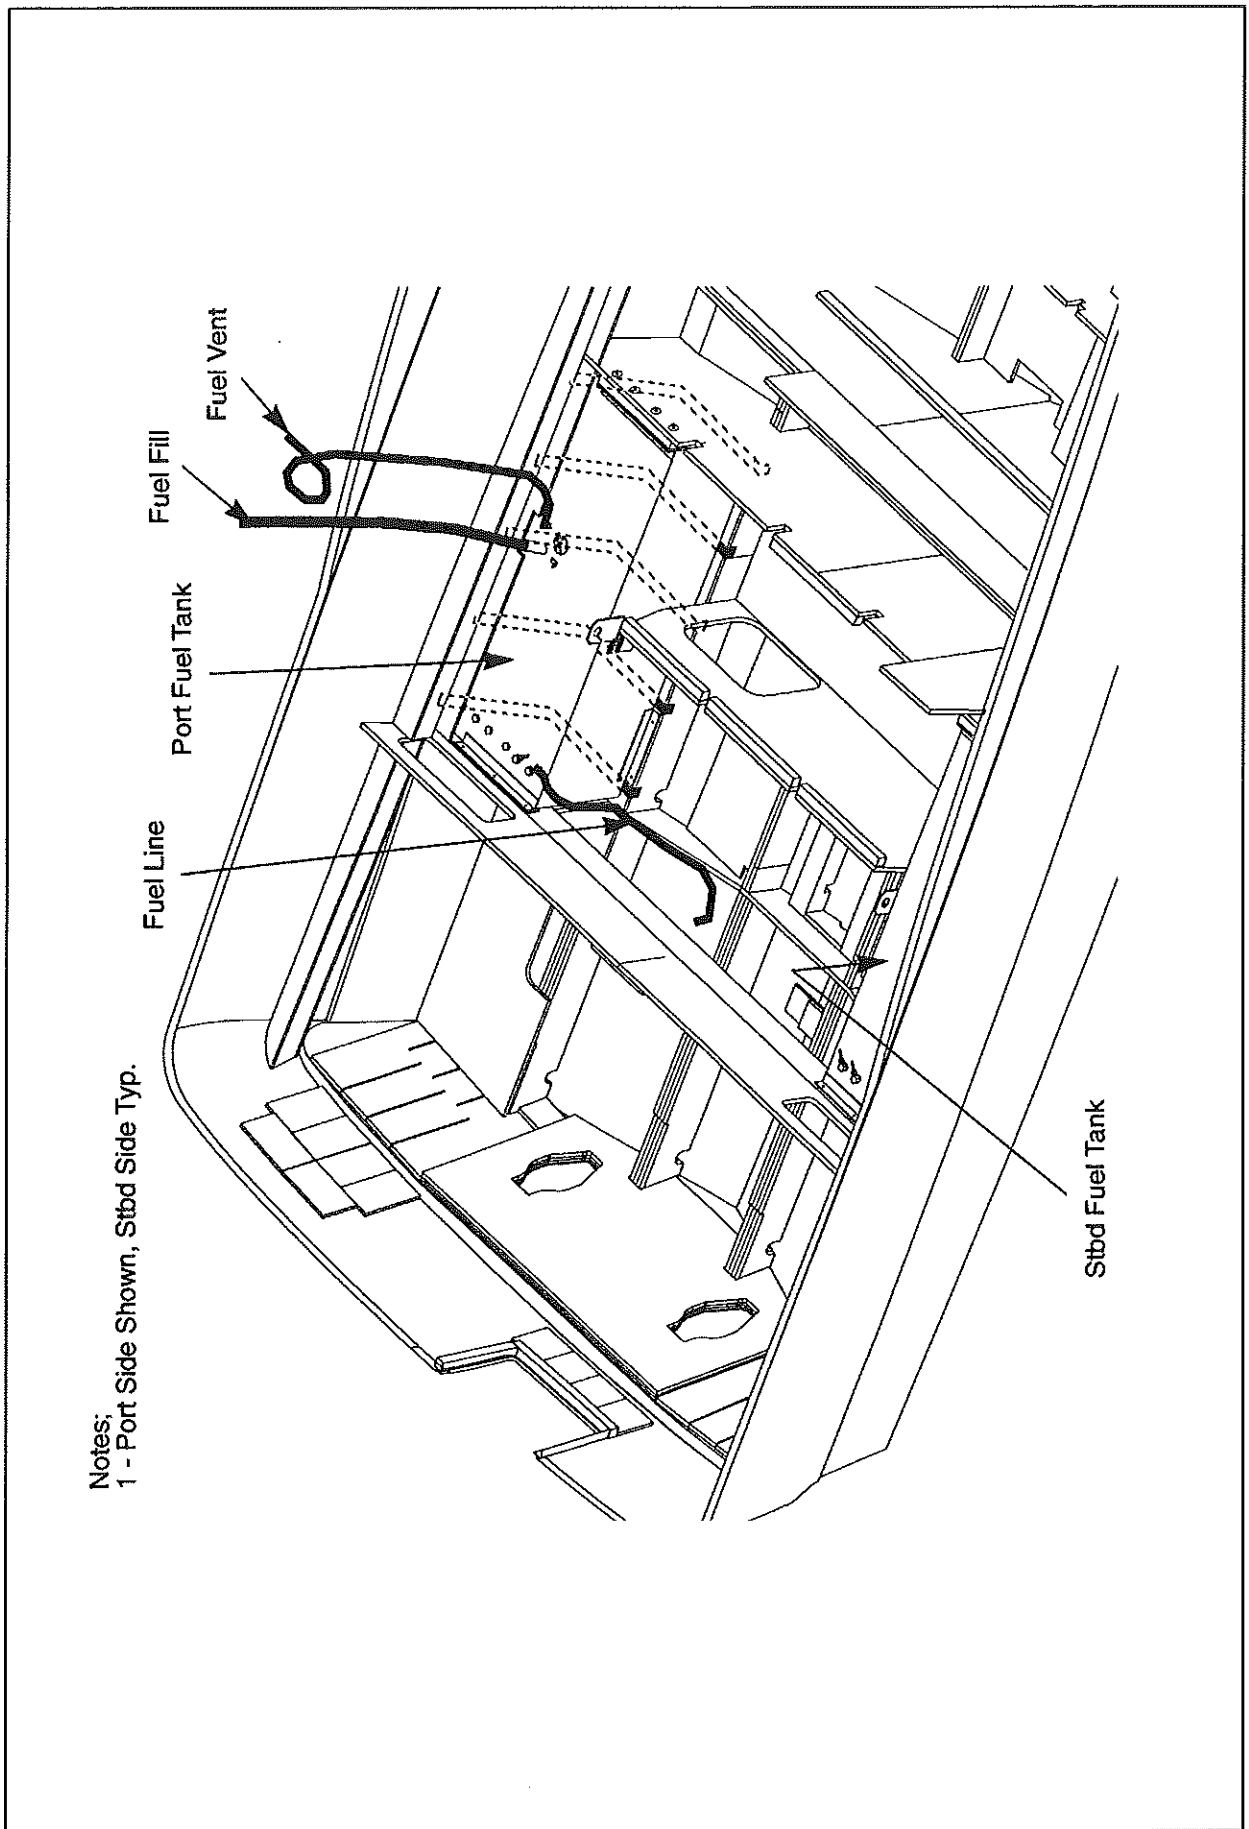 Notes;
1 - Port Side Shown, Stbd Side Typ.
Fuel Line
Port Fuel Tank
Fuel Fill
Fuel Vent
Stbd Fuel Tank